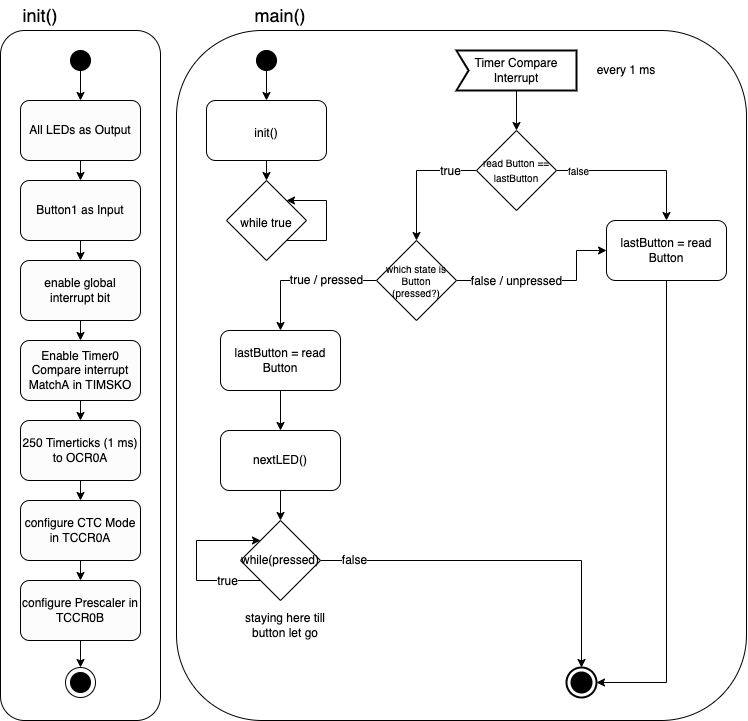 init()
All LEDs as Output
Button1 as Input
enable global
interrupt bit
Enable Timer0
Compare interrupt
MatchA in TIMSKO
250 Timerticks (1 ms)
to OCR0A
configure CTC Mode
in TCCR0A
configure Prescaler in
TCCR0B
main()
init()
while true
Timer Compare
Interrupt
every 1 ms
read Button ==
lastButton
true
false
which state is
Button
(pressed?)
true / pressed
false / unpressed
lastButton = read
Button
lastButton = read
Button
nextLED()
while(pressed)
true
false
staying here till
button let go